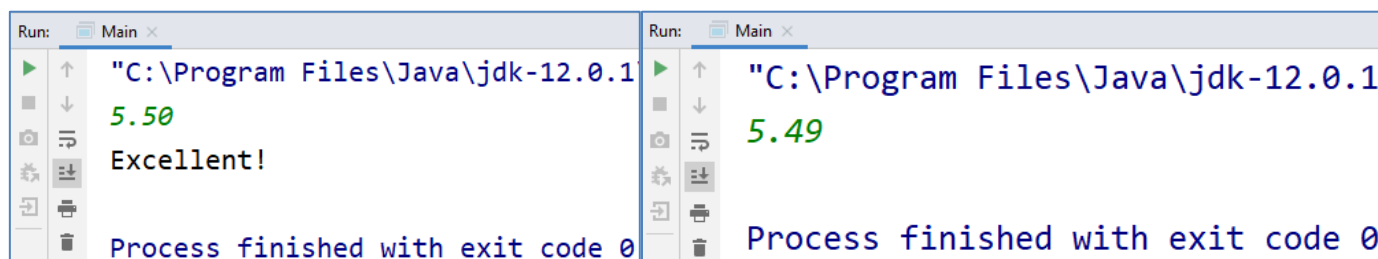 Run: Main
"C:\Program Files\Java\jdk-12.0.1
5.50
Excellent!
Process finished with exit code 0
Run: Main
"C:\Program Files\Java\jdk-12.0.1
5.49
Process finished with exit code 0